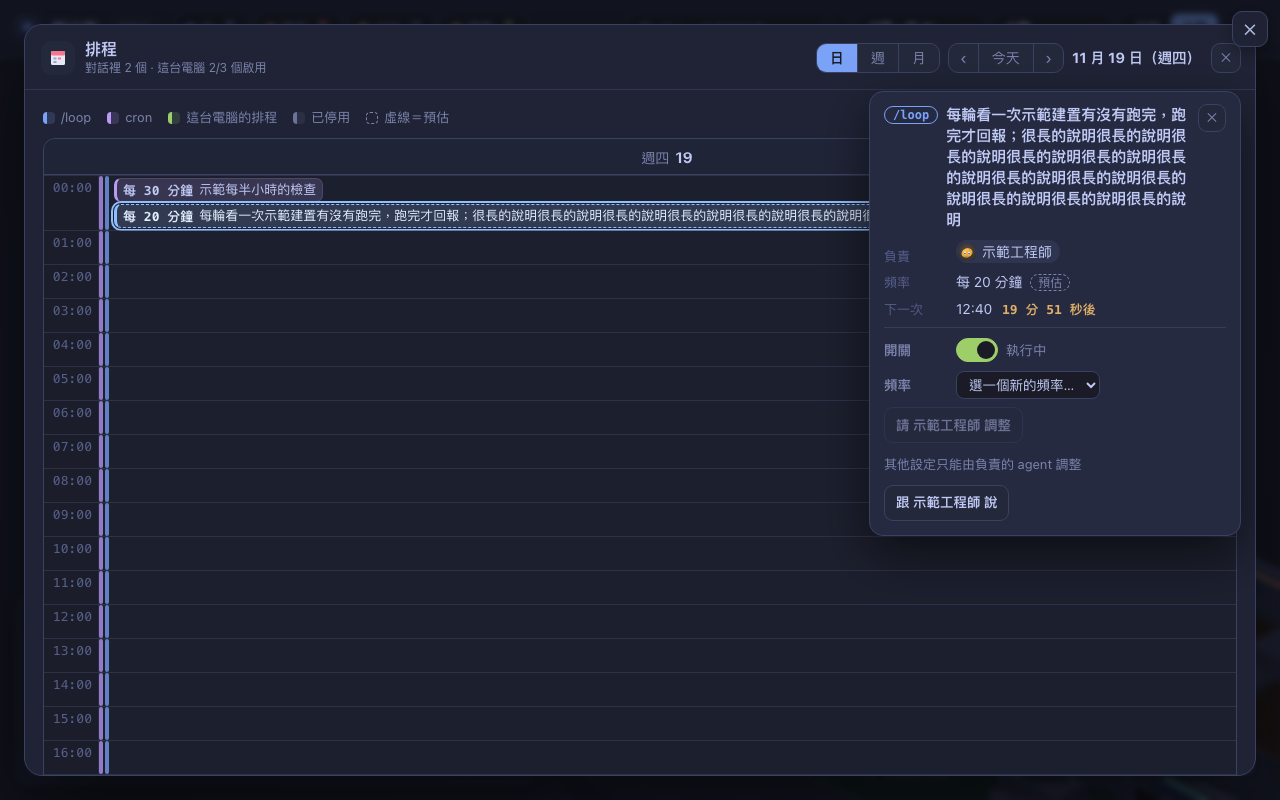 排程
對話裡 2 個 · 這台電腦 2/3 個啟用
日 週 月 ‹ 今天 › 11 月 19 日（週四）
/loop cron 這台電腦的排程 已停用 虛線＝預估
週四 19
00:00 每 30 分鐘 示範每半小時的檢查
每 20 分鐘 每輪看一次示範建置有沒有跑完，跑完才回報；很長的說明很長的說明很長的說明很長的說明很長的說明很長的說明
01:00
02:00
03:00
04:00
05:00
06:00
07:00
08:00
09:00
10:00
11:00
12:00
13:00
14:00
15:00
16:00
/loop 每輪看一次示範建置有沒有跑完，跑
完才回報；很長的說明很長的說明很
長的說明很長的說明很長的說明很長
的說明很長的說明很長的說明很長的
說明很長的說明很長的說明很長的說
明
負責 示範工程師
頻率 每 20 分鐘 預估
下一次 12:40 19 分 51 秒後
開關 執行中
頻率 選一個新的頻率...
請 示範工程師 調整
其他設定只能由負責的 agent 調整
跟 示範工程師 說